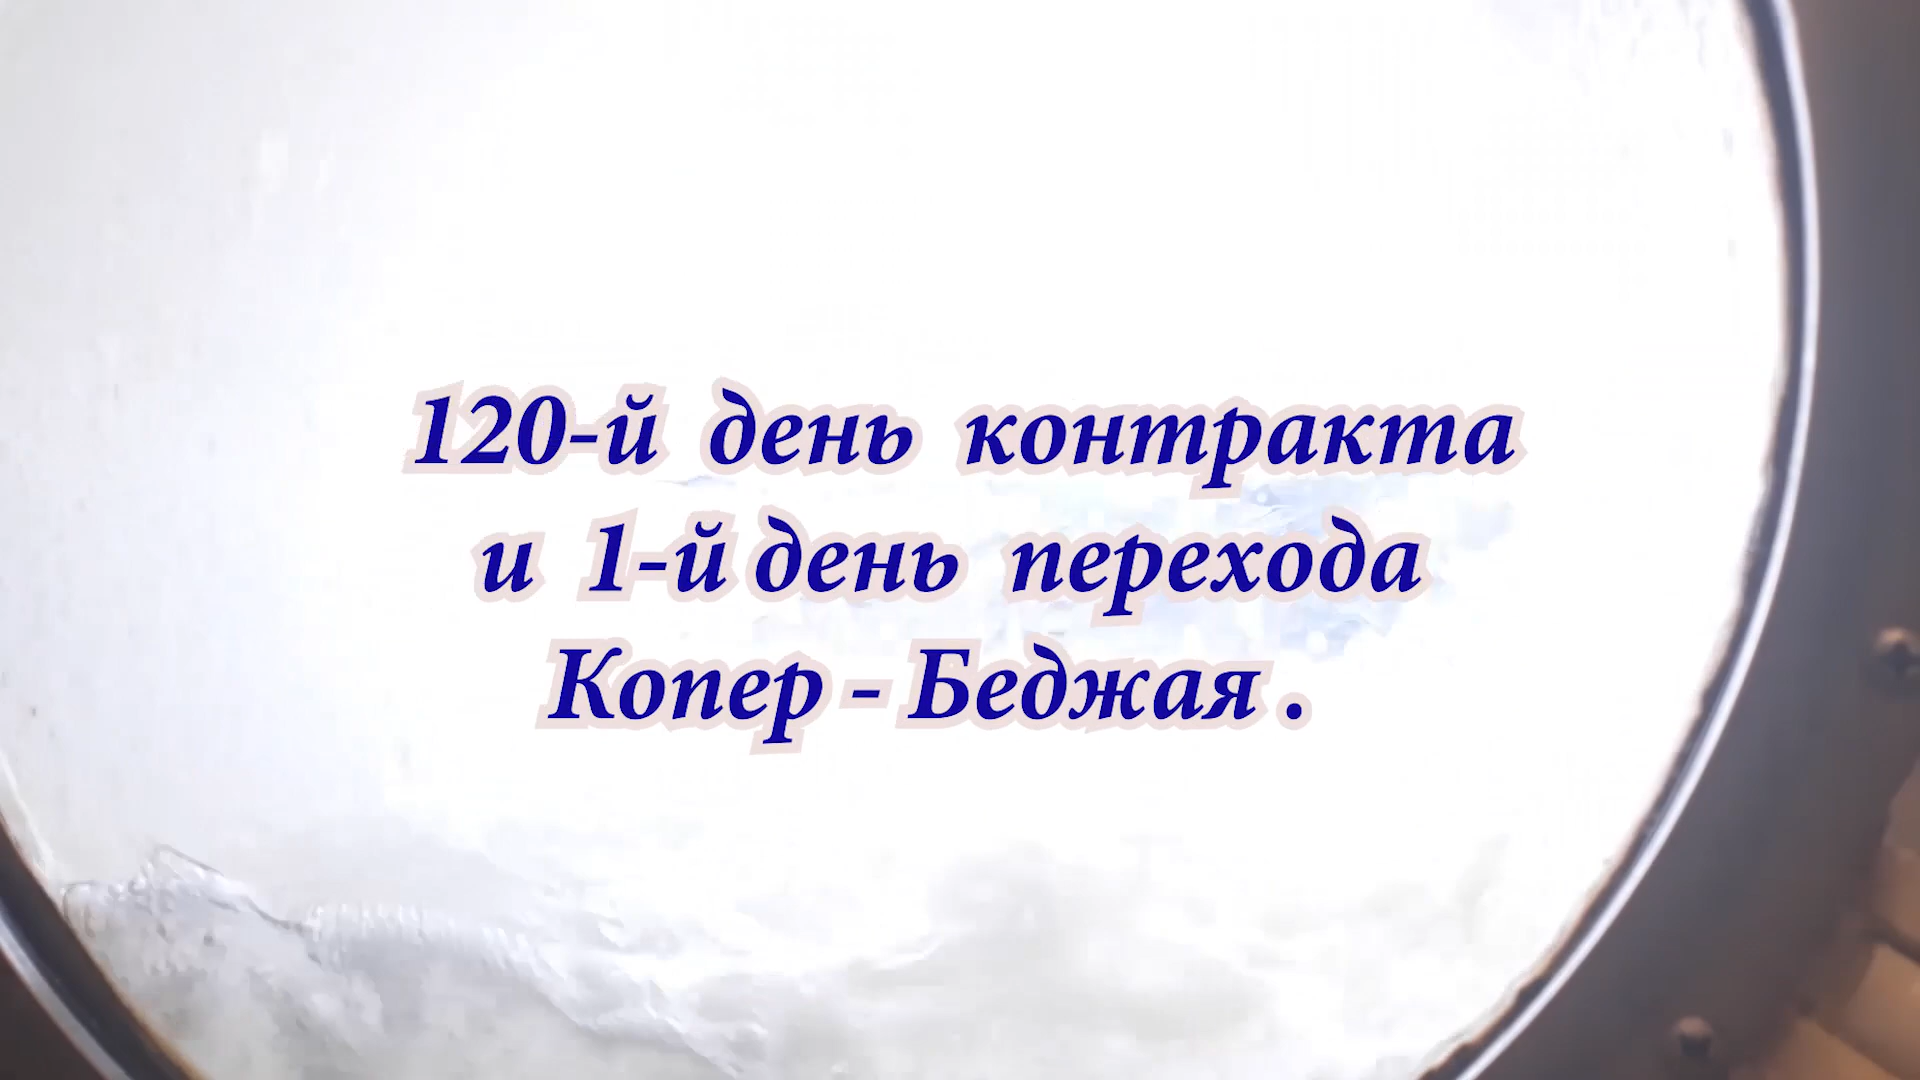 120-й день контракта
и 1-й день перехода
Копер - Беджая .